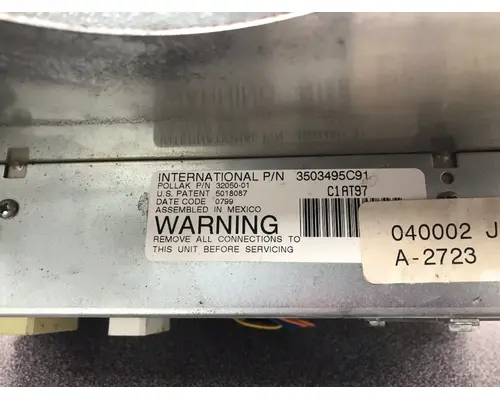 INTERNATIONAL P/N 3503495C91
POLLAK P/N 32050-01
U.S. PATENT 5018087
DATE CODE 0799
ASSEMBLED IN MEXICO
C1AT97
WARNING
REMOVE ALL CONNECTIONS TO
THIS UNIT BEFORE SERVICING
040002 J
A-2723